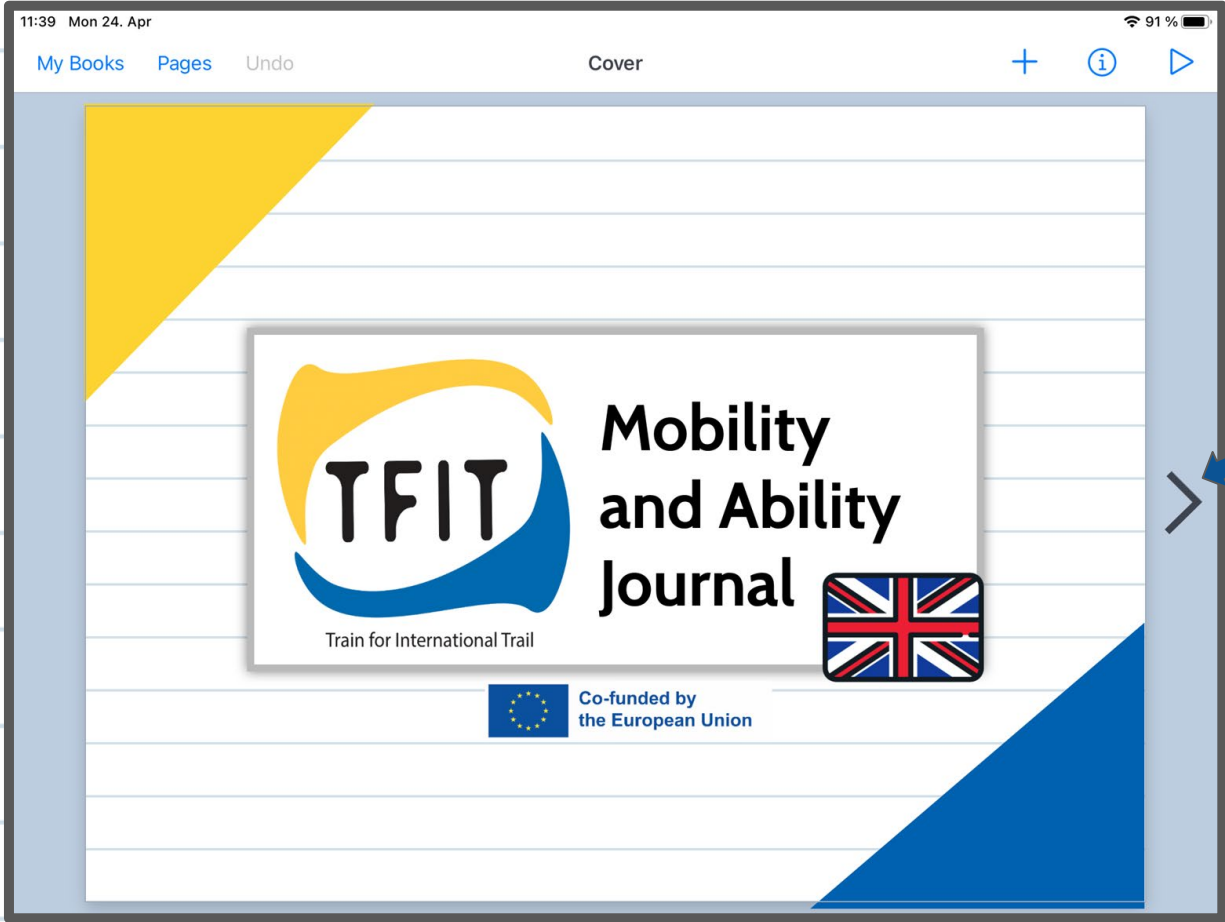 11:39 Mon 24. Apr 91 %
My Books Pages Undo Cover
TFIT
Train for International Trail
Mobility
and Ability
Journal
Co-funded by
the European Union